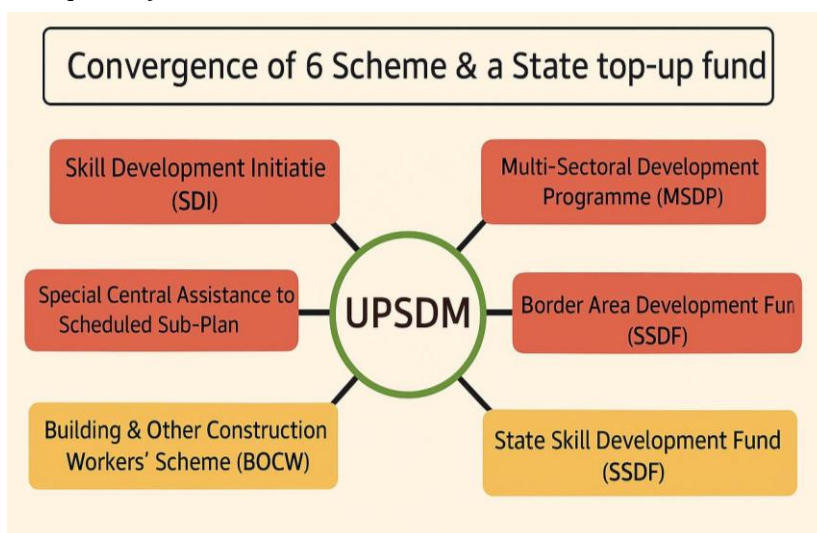 Convergence of 6 Scheme & a State top-up fund
Skill Development Initiatie
(SDI)
Multi-Sectoral Development
Programme (MSDP)
Special Central Assistance to
Scheduled Sub-Plan
UPSDM
Border Area Development Fun
(SSDF)
Building & Other Construction
Workers' Scheme (BOCW)
State Skill Development Fund
(SSDF)